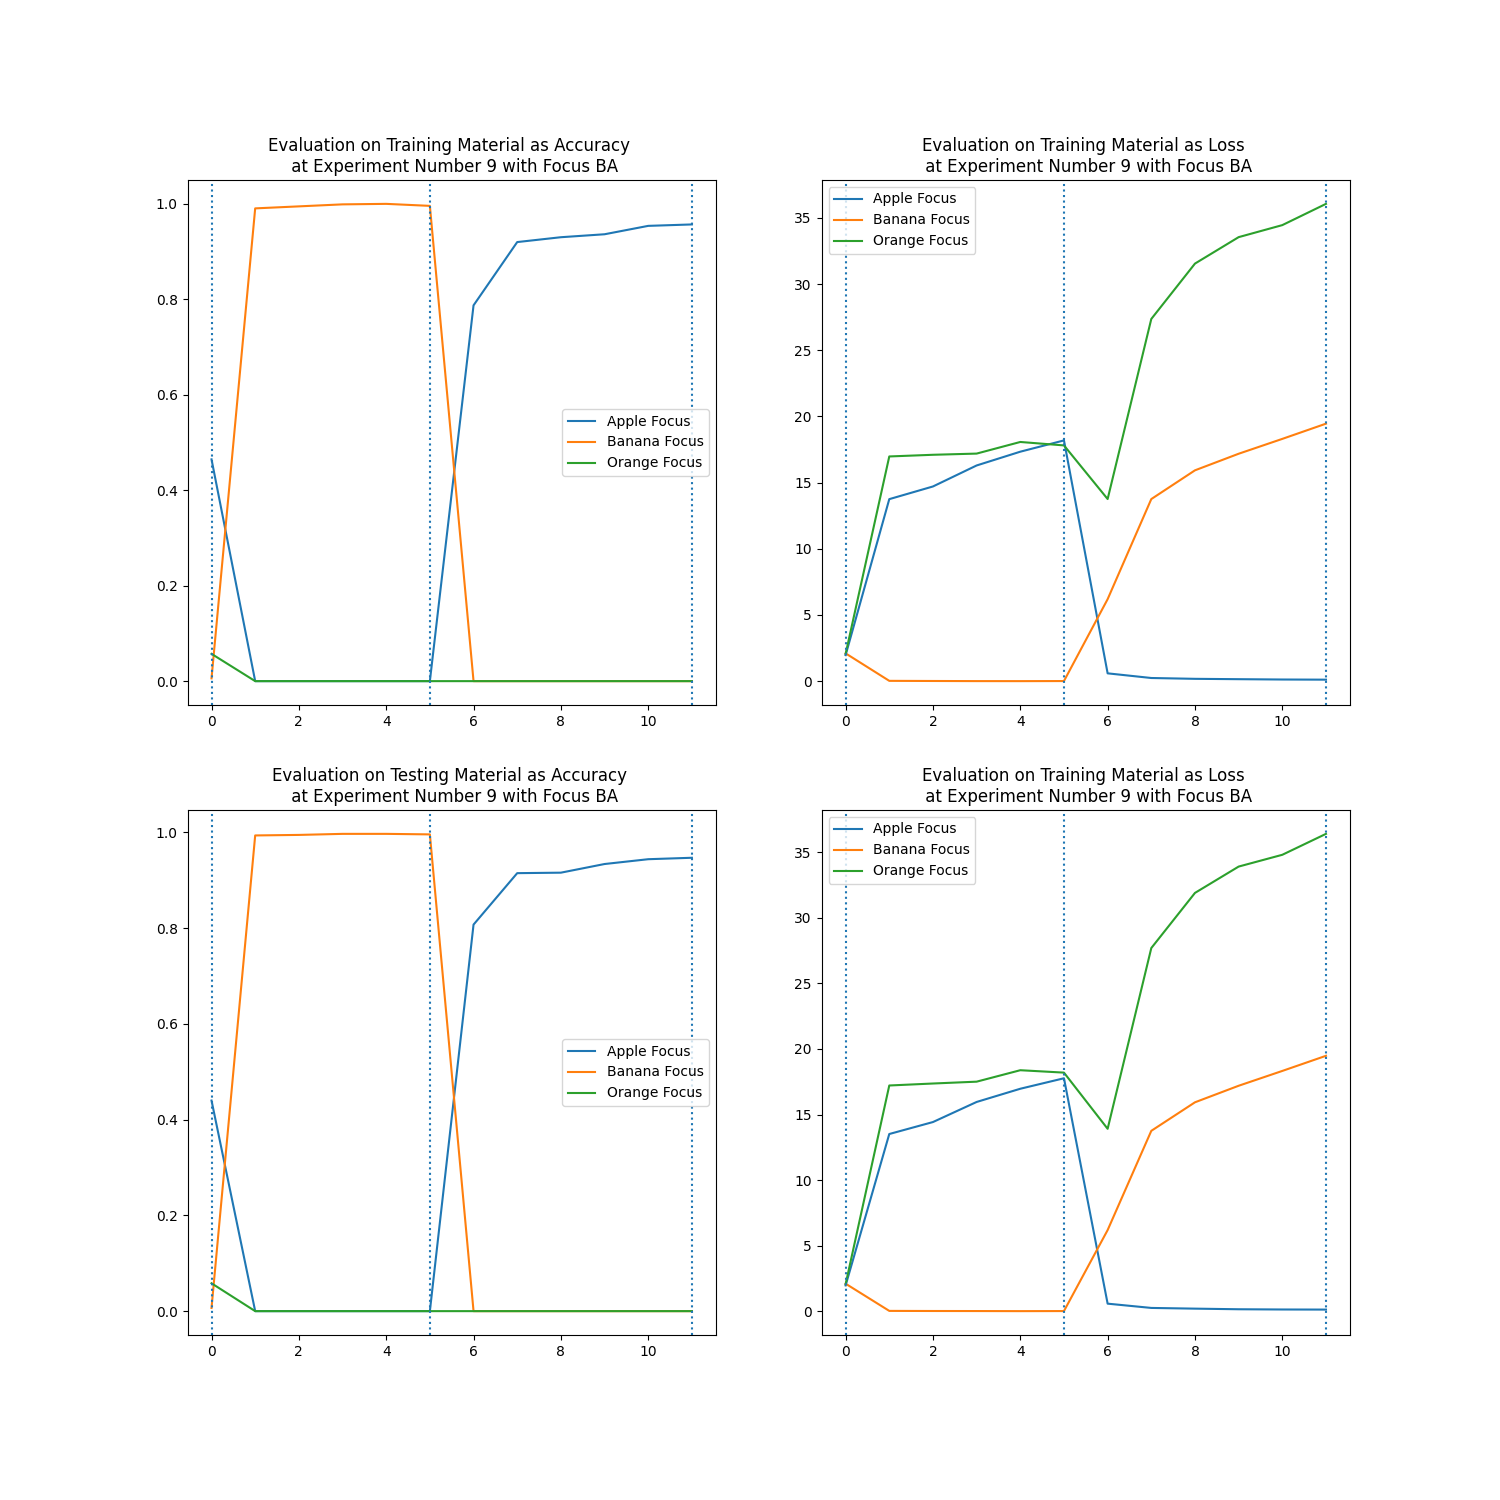 Evaluation on Training Material as Accuracy
at Experiment Number 9 with Focus BA
1.0
0.8
0.6
0.4
0.2
0.0
0 2 4 6 8 10
Apple Focus
Banana Focus
Orange Focus
Evaluation on Training Material as Loss
at Experiment Number 9 with Focus BA
35
30
25
20
15
10
5
0
0 2 4 6 8 10
Apple Focus
Banana Focus
Orange Focus
Evaluation on Testing Material as Accuracy
at Experiment Number 9 with Focus BA
1.0
0.8
0.6
0.4
0.2
0.0
0 2 4 6 8 10
Apple Focus
Banana Focus
Orange Focus
Evaluation on Training Material as Loss
at Experiment Number 9 with Focus BA
35
30
25
20
15
10
5
0
0 2 4 6 8 10
Apple Focus
Banana Focus
Orange Focus